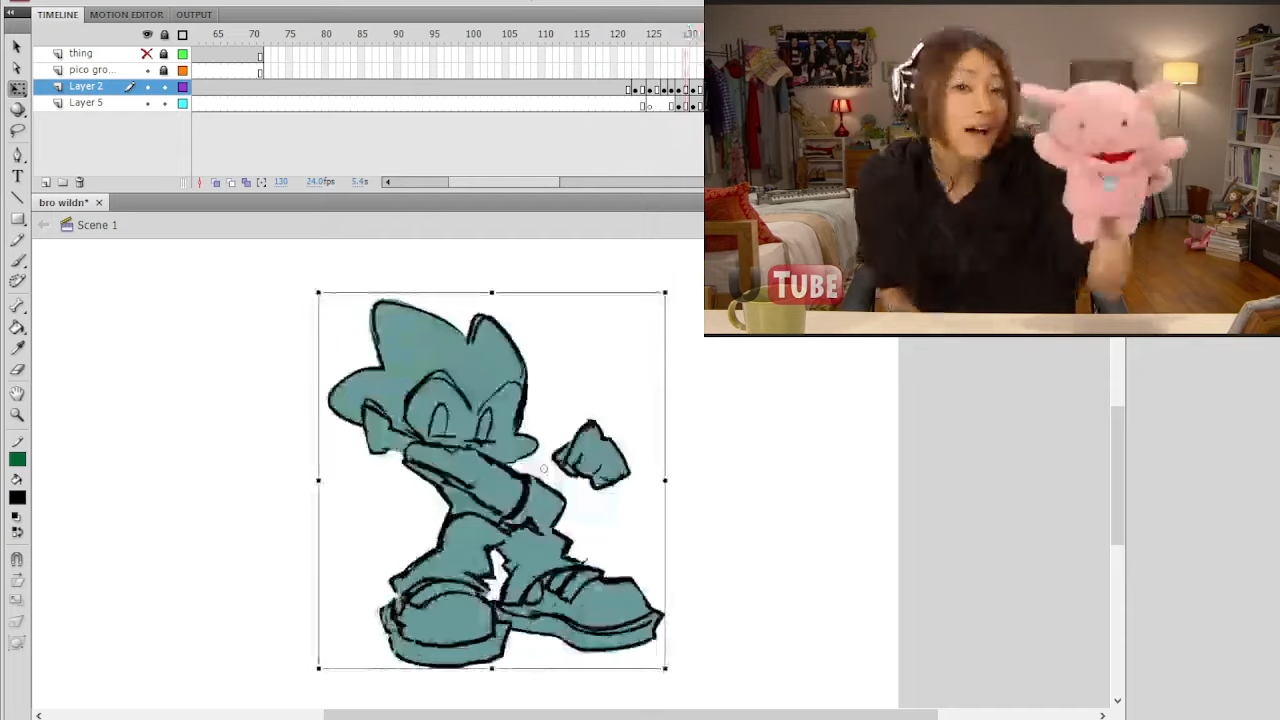 TIMELINE MOTION EDITOR OUTPUT
65 70 75 80 85 90 95 100 105 110 115 120 125 130
thing
pico gro...
Layer 2
Layer 5
130 24.0fps 5.4s
bro wildn* ×
Scene 1
T
U TUBE